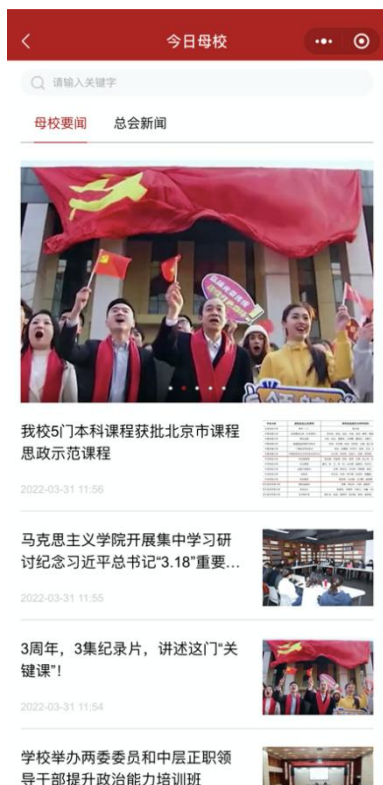 今日母校
请输入关键字
母校要闻 总会新闻
我校5门本科课程获批北京市课程
思政示范课程
2022-03-31 11:56
马克思主义学院开展集中学习研
讨纪念习近平总书记“3.18”重要...
2022-03-31 11:55
3周年，3集纪录片，讲述这门“关
键课”!
2022-03-31 11:54
学校举办两委委员和中层正职领
导干部提升政治能力培训班